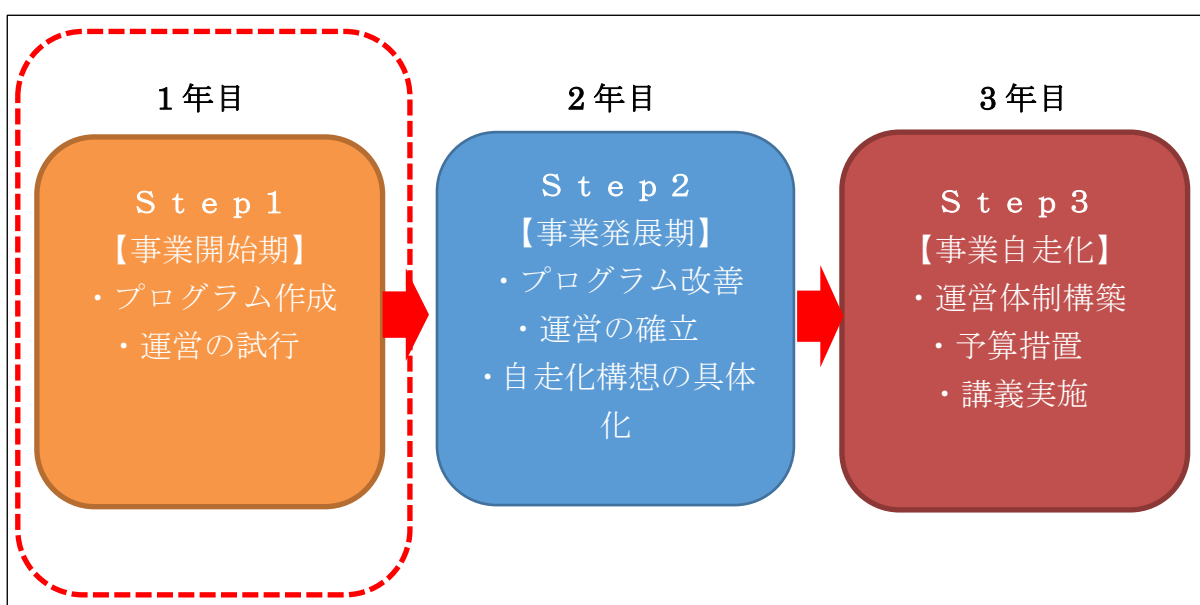 1年目
Step1
【事業開始期】
・プログラム作成
・運営の試行
2年目
Step2
【事業発展期】
・プログラム改善
・運営の確立
・自走化構想の具体
化
3年目
Step3
【事業自走化】
・運営体制構築
・予算措置
・講義実施